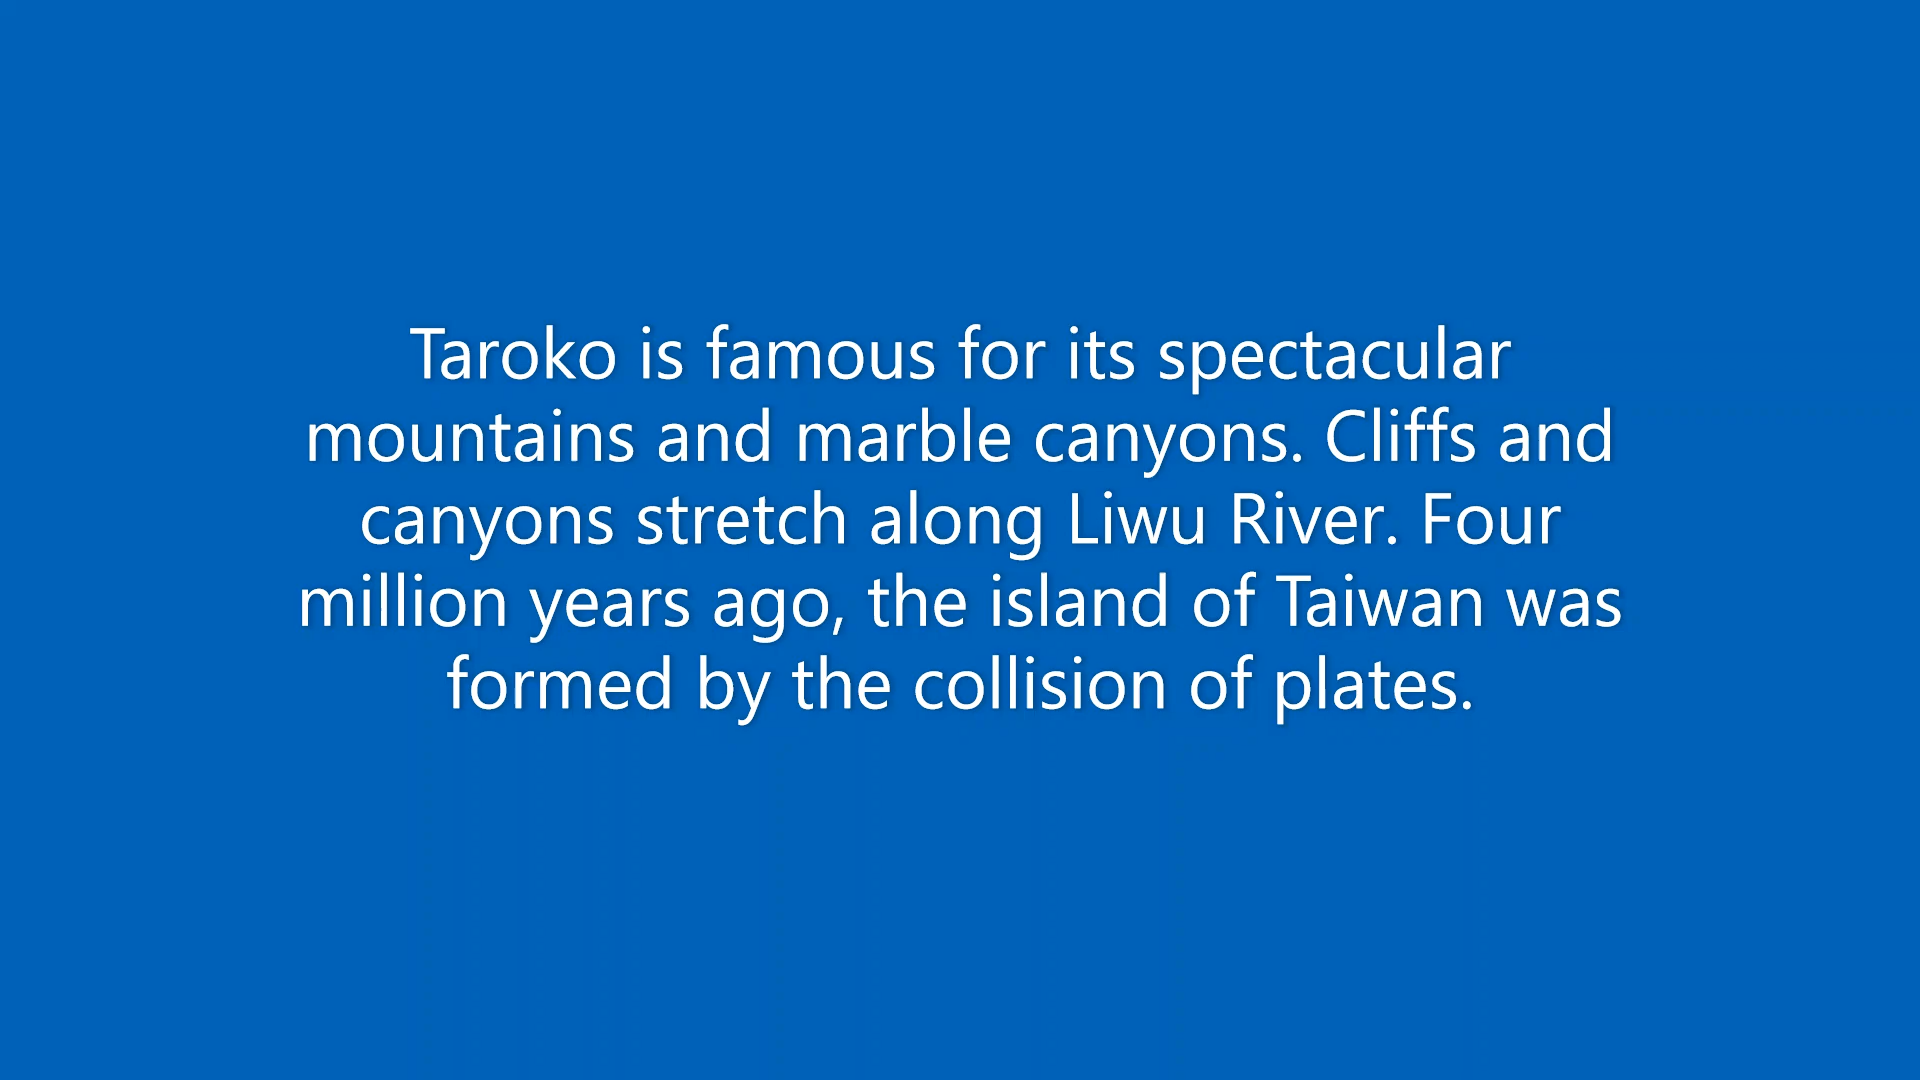 Taroko is famous for its spectacular
mountains and marble canyons. Cliffs and
canyons stretch along Liwu River. Four
million years ago, the island of Taiwan was
formed by the collision of plates.